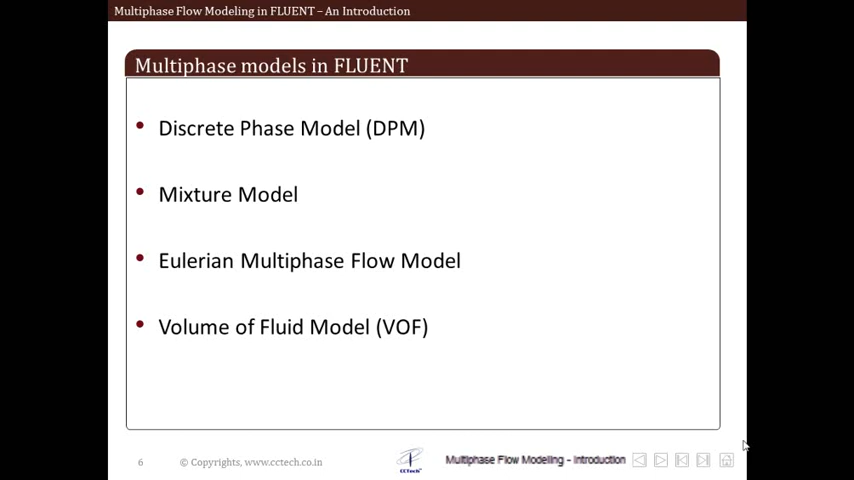 Multiphase Flow Modeling in FLUENT – An Introduction
Multiphase models in FLUENT
• Discrete Phase Model (DPM)
• Mixture Model
• Eulerian Multiphase Flow Model
• Volume of Fluid Model (VOF)
6 © Copyrights, www.cctech.co.in CCTech Multiphase Flow Modelling - Introduction